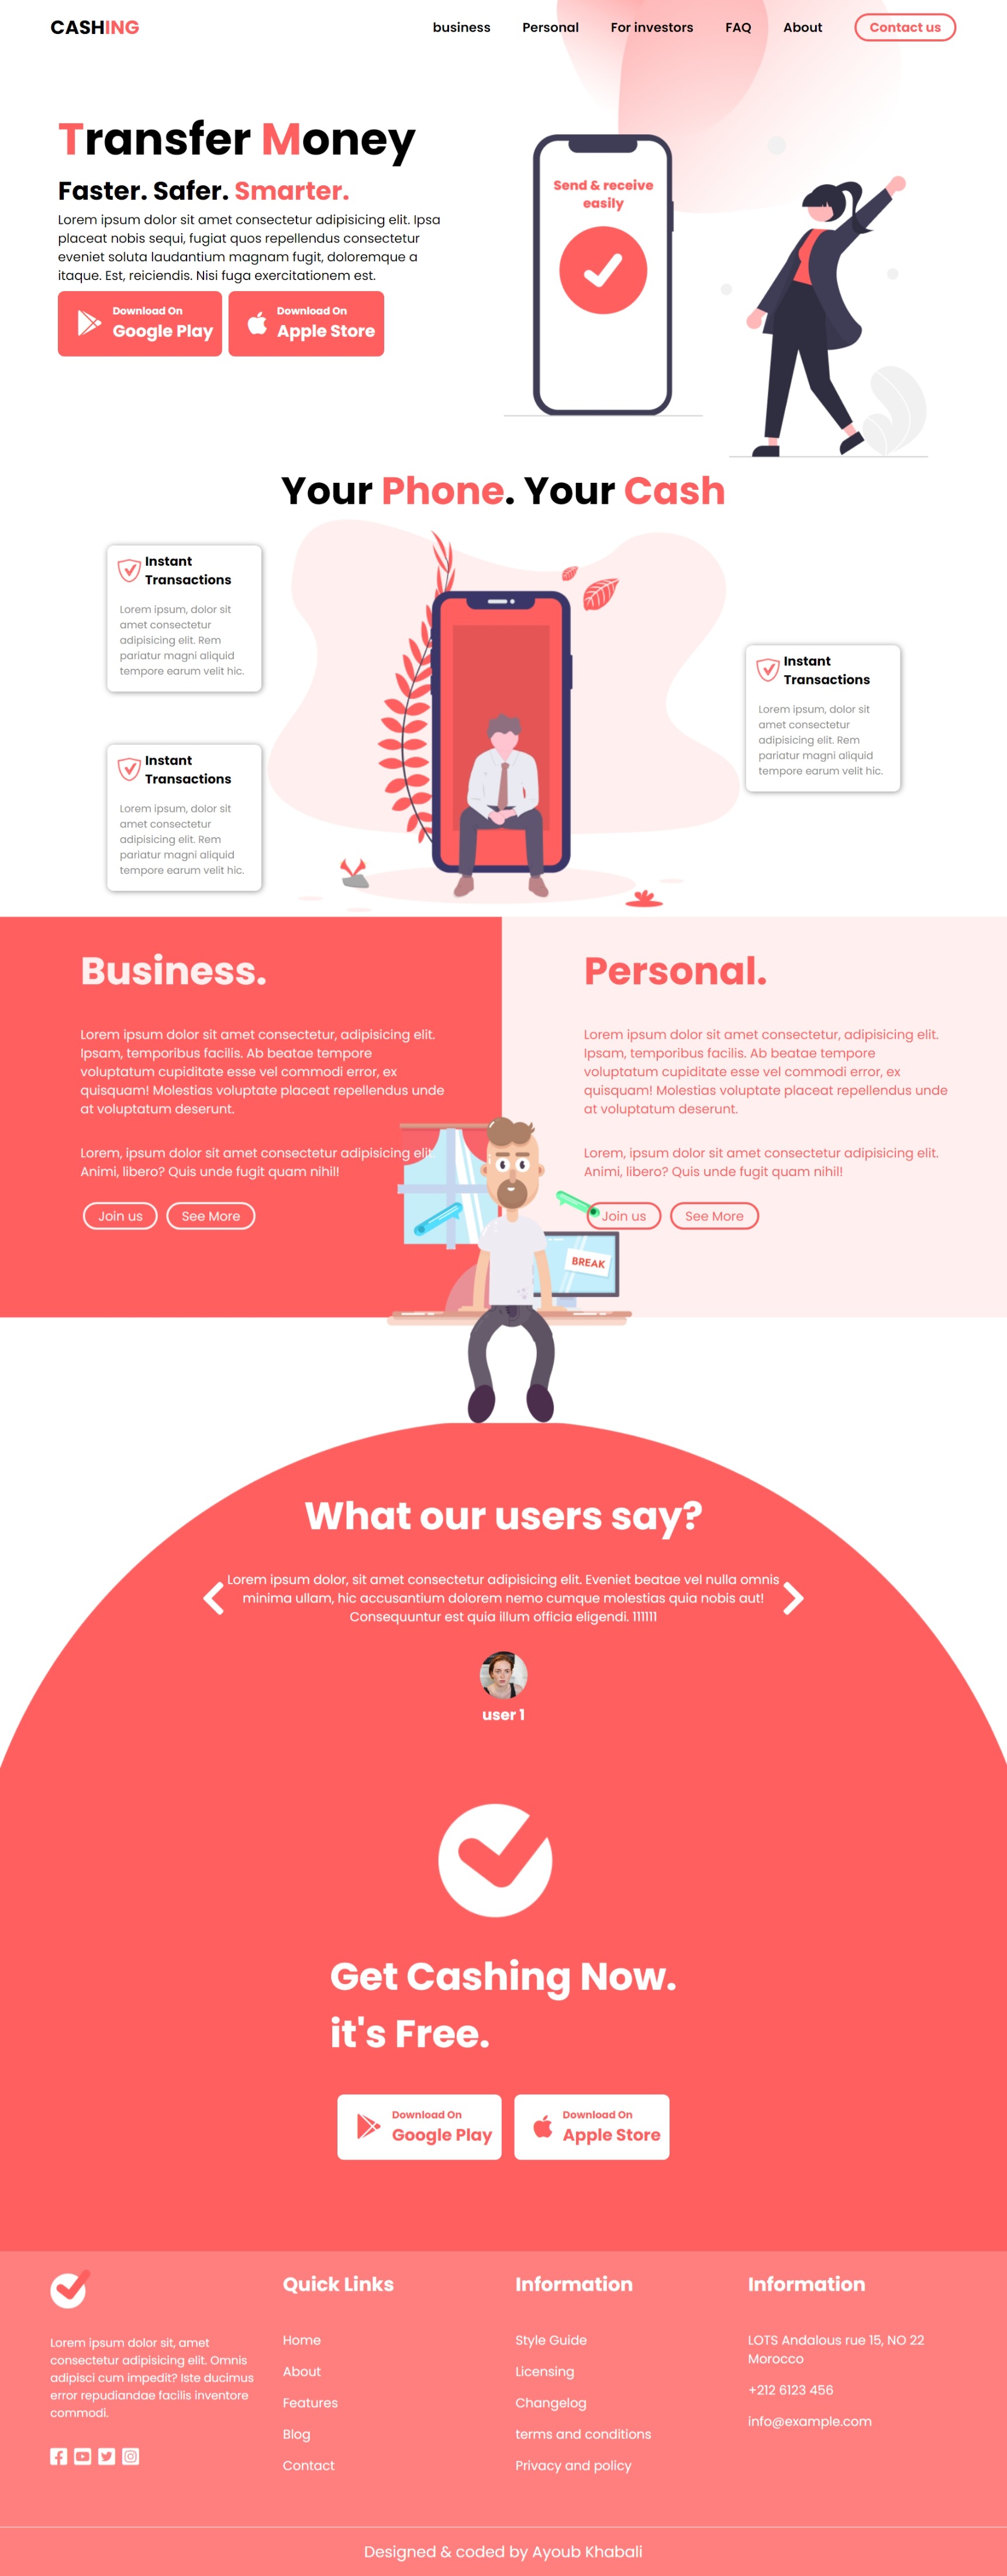 CASHING
business
Personal
For investors
FAQ
About
Contact us
Transfer Money
Faster. Safer. Smarter.
Lorem ipsum dolor sit amet consectetur adipisicing elit. Ipsa
placeat nobis sequi, fugiat quos repellendus consectetur
eveniet soluta laudantium magnam fugit, doloremque a
itaque. Est, reiciendis. Nisi fuga exercitationem est.
Download On
Google Play
Download On
Apple Store
Send & receive
easily
Your Phone. Your Cash
Instant
Transactions
Lorem ipsum, dolor sit
amet consectetur
adipisicing elit. Rem
pariatur magni aliquid
tempore earum velit hic.
Instant
Transactions
Lorem ipsum, dolor sit
amet consectetur
adipisicing elit. Rem
pariatur magni aliquid
tempore earum velit hic.
Instant
Transactions
Lorem ipsum, dolor sit
amet consectetur
adipisicing elit. Rem
pariatur magni aliquid
tempore earum velit hic.
Business.
Lorem ipsum dolor sit amet consectetur, adipisicing elit.
Ipsam, temporibus facilis. Ab beatae tempore
voluptatum cupiditate esse vel commodi error, ex
quisquam! Molestias voluptate placeat repellendus unde
at voluptatum deserunt.
Lorem, ipsum dolor sit amet consectetur adipisicing elit.
Animi, libero? Quis unde fugit quam nihil!
Join us
See More
Personal.
Lorem ipsum dolor sit amet consectetur, adipisicing elit.
Ipsam, temporibus facilis. Ab beatae tempore
voluptatum cupiditate esse vel commodi error, ex
quisquam! Molestias voluptate placeat repellendus unde
at voluptatum deserunt.
Lorem, ipsum dolor sit amet consectetur adipisicing elit.
Animi, libero? Quis unde fugit quam nihil!
Join us
See More
BREAK
What our users say?
Lorem ipsum dolor, sit amet consectetur adipisicing elit. Eveniet beatae vel nulla omnis
minima ullam, hic accusantium dolorem nemo cumque molestias quia nobis aut!
Consequuntur est quia illum officia eligendi. 111111
user 1
Get Cashing Now.
it's Free.
Download On
Google Play
Download On
Apple Store
Lorem ipsum dolor sit, amet
consectetur adipisicing elit. Omnis
adipisci cum impedit? Iste ducimus
error repudiandae facilis inventore
commodi.
Quick Links
Home
About
Features
Blog
Contact
Information
Style Guide
Licensing
Changelog
terms and conditions
Privacy and policy
Information
LOTS Andalous rue 15, NO 22
Morocco
+212 6123 456
info@example.com
Designed & coded by Ayoub Khabali